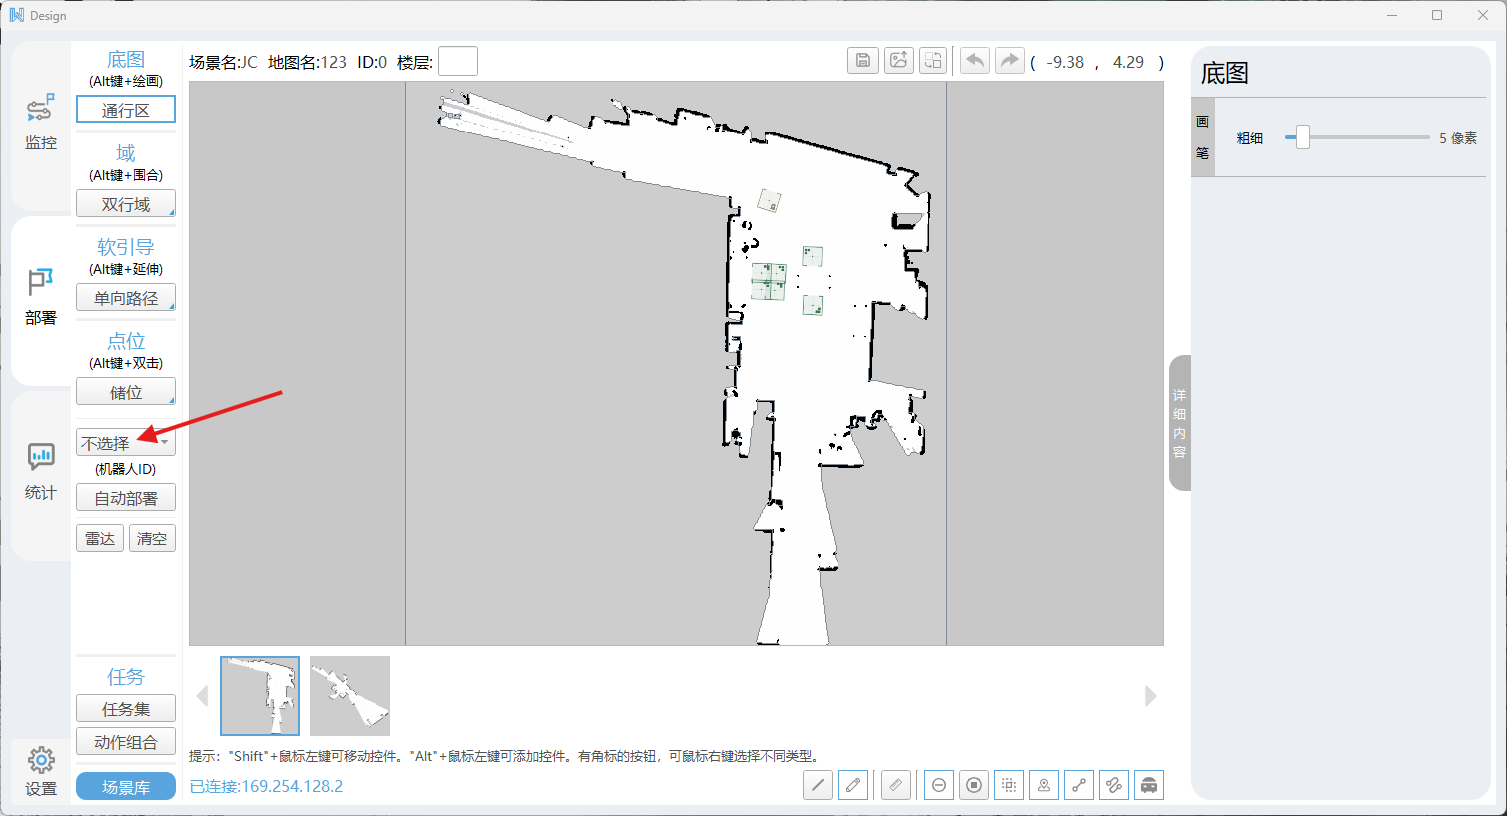 Design
监控
部署
统计
设置
底图
(Alt键+绘画)
通行区
域
(Alt键+围合)
双行域
软引导
(Alt键+延伸)
单向路径
点位
(Alt键+双击)
储位
不选择
(机器人ID)
自动部署
雷达 清空
任务
任务集
动作组合
场景库
场景名:JC 地图名:123 ID:0 楼层:
( -9.38 , 4.29 )
提示："Shift"+鼠标左键可移动控件。"Alt"+鼠标左键可添加控件。有角标的按钮，可鼠标右键选择不同类型。
已连接:169.254.128.2
详细内容
底图
画笔
粗细 5 像素